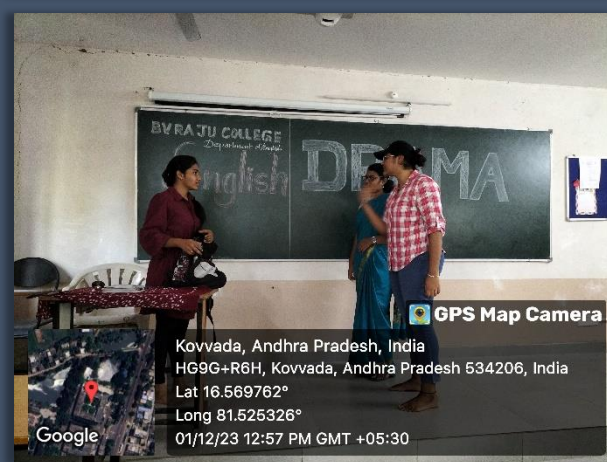 BVRAJU COLLEGE
Department of English
English DRAMA
GPS Map Camera
Kovvada, Andhra Pradesh, India
HG9G+R6H, Kovvada, Andhra Pradesh 534206, India
Lat 16.569762°
Long 81.525326°
01/12/23 12:57 PM GMT +05:30
Google